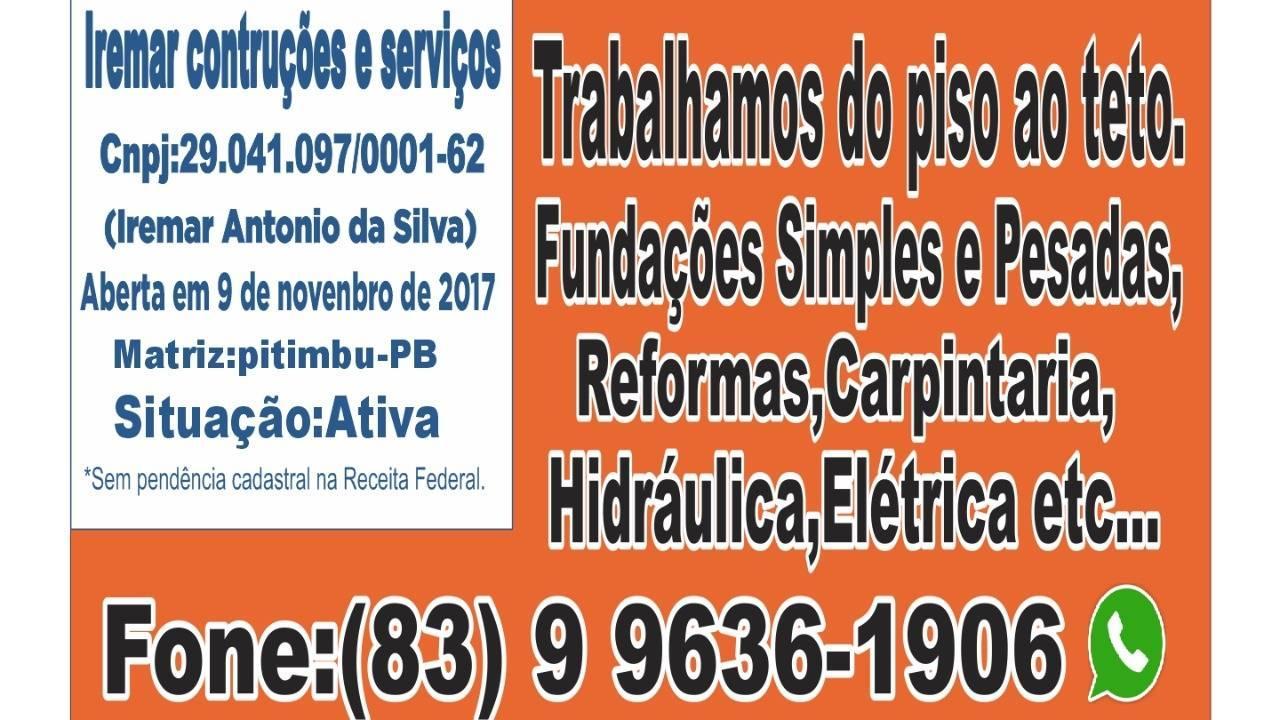 Iremar contruções e serviços
Cnpj:29.041.097/0001-62
(Iremar Antonio da Silva)
Aberta em 9 de novenbro de 2017
Matriz:pitimbu-PB
Situação:Ativa
*Sem pendência cadastral na Receita Federal.
Trabalhamos do piso ao teto.
Fundações Simples e Pesadas,
Reformas,Carpintaria,
Hidráulica,Elétrica etc...
Fone:(83) 9 9636-1906